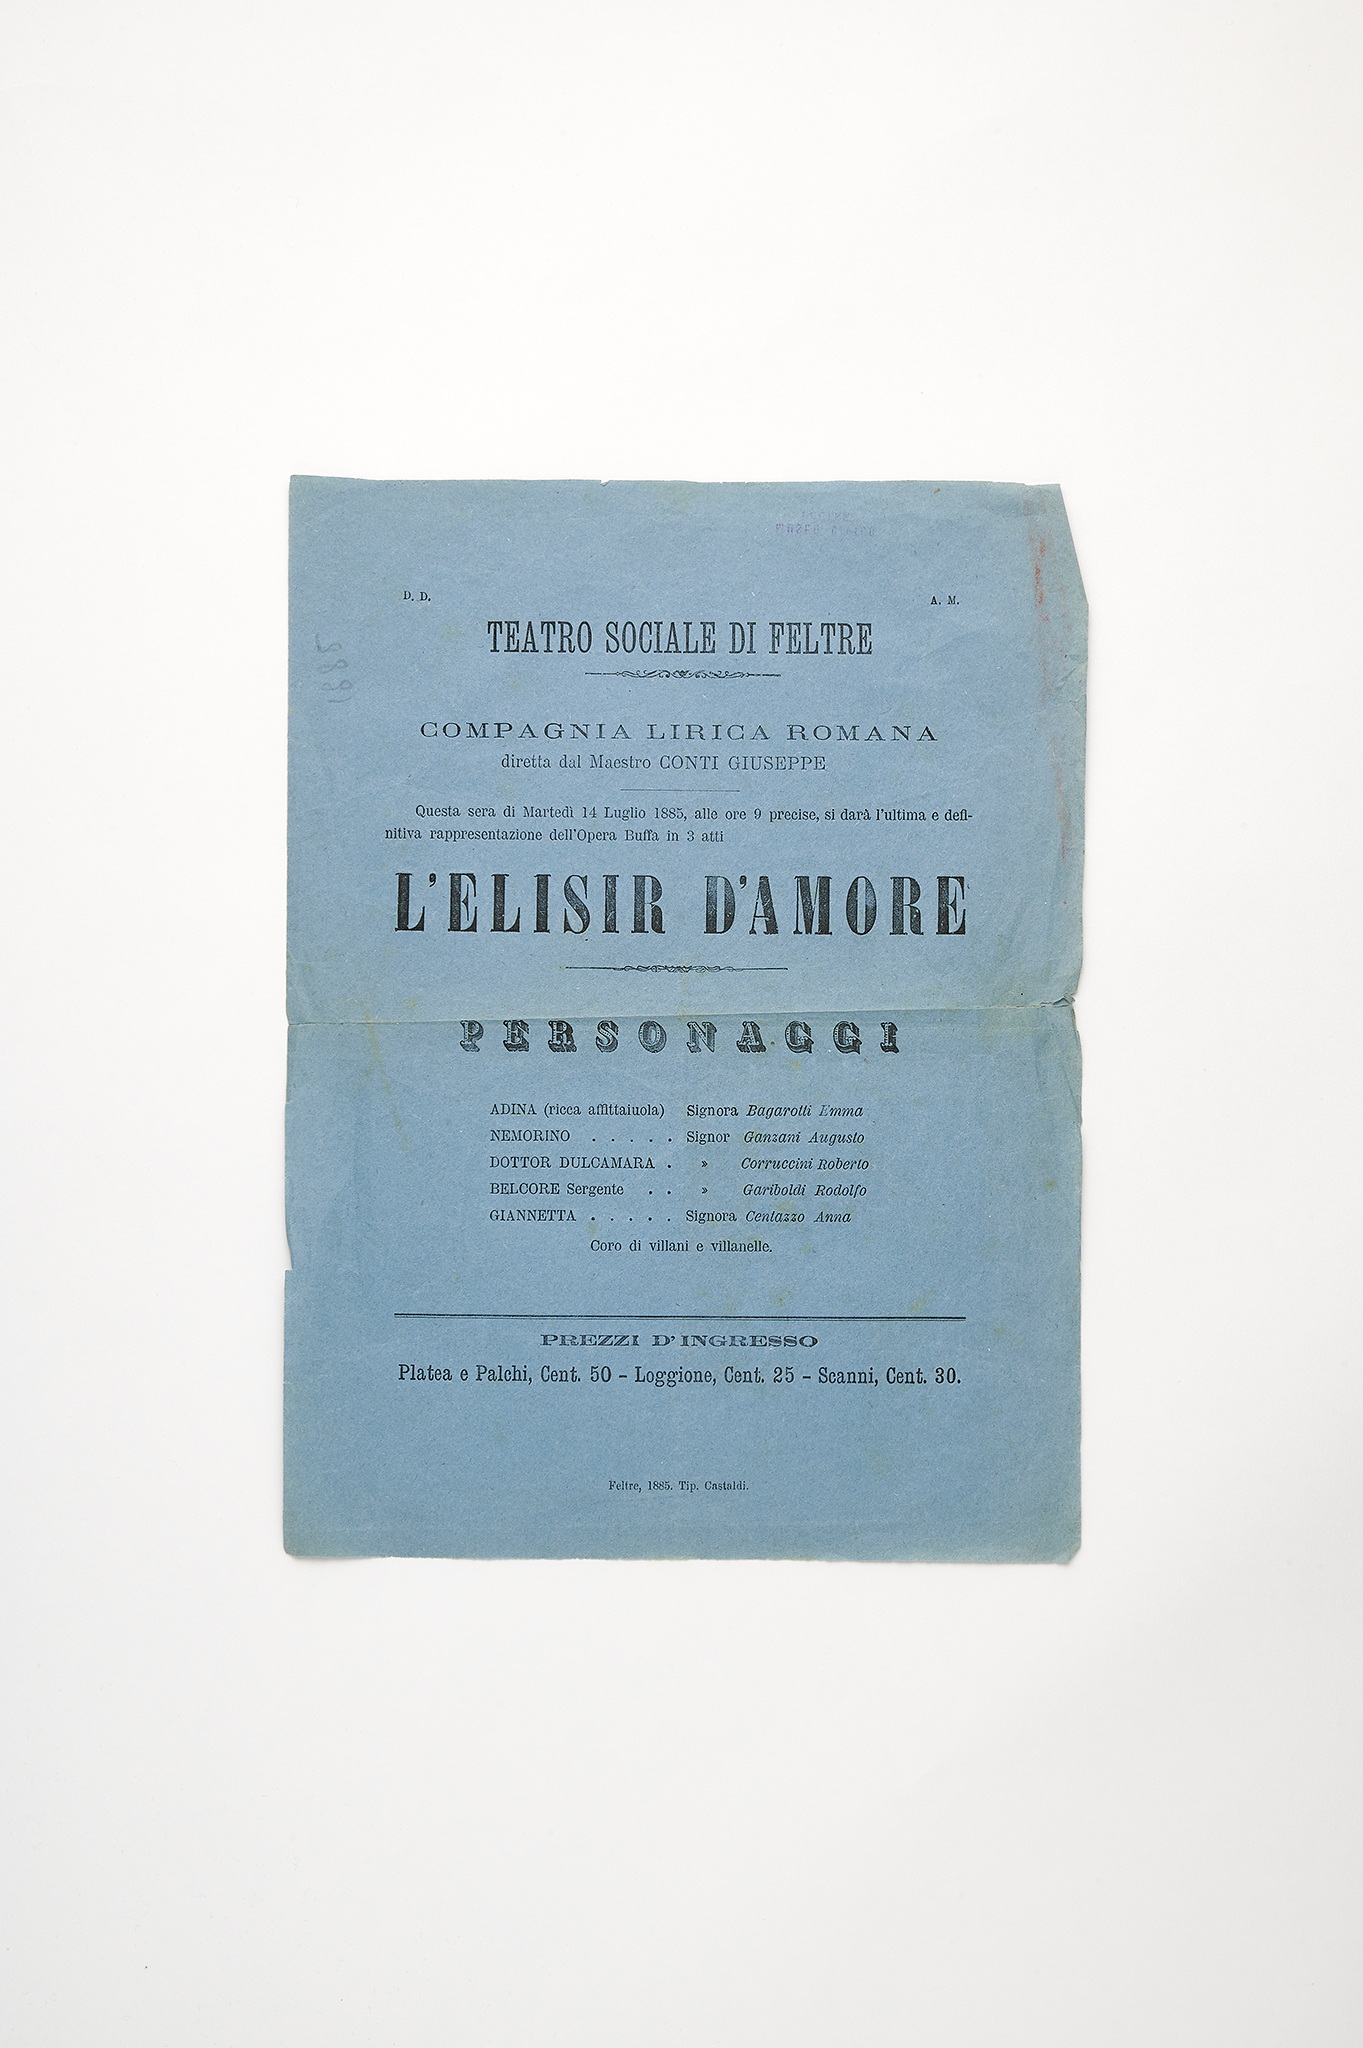 D. D. A. M.
TEATRO SOCIALE DI FELTRE
COMPAGNIA LIRICA ROMANA
diretta dal Maestro CONTI GIUSEPPE
Questa sera di Martedì 14 Luglio 1885, alle ore 9 precise, si darà l'ultima e defi-
nitiva rappresentazione dell'Opera Buffa in 3 atti
L'ELISIR D'AMORE
PERSONAGGI
ADINA (ricca affittaiuola) Signora Bagarotti Emma
NEMORINO . . . . . Signor Ganzani Augusto
DOTTOR DULCAMARA . » Corruccini Roberto
BELCORE Sergente . . » Gariboldi Rodolfo
GIANNETTA . . . . . Signora Centazzo Anna
Coro di villani e villanelle.
PREZZI D'INGRESSO
Platea e Palchi, Cent. 50 - Loggione, Cent. 25 - Scanni, Cent. 30.
Feltre, 1885. Tip. Castaldi.